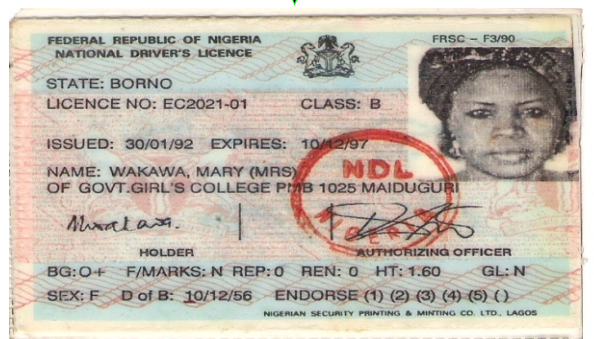 FEDERAL REPUBLIC OF NIGERIA
NATIONAL DRIVER'S LICENCE
FRSC – F3/90
STATE: BORNO
LICENCE NO: EC2021-01 CLASS: B
ISSUED: 30/01/92 EXPIRES: 10/12/97
NAME: WAKAWA, MARY (MRS)
OF GOVT.GIRL'S COLLEGE PMB 1025 MAIDUGURI
NDL
NIGERIA
HOLDER AUTHORIZING OFFICER
BG: O+ F/MARKS: N REP: 0 REN: 0 HT: 1.60 GL: N
SEX: F D of B: 10/12/56 ENDORSE (1) (2) (3) (4) (5) ( )
NIGERIAN SECURITY PRINTING & MINTING CO. LTD., LAGOS